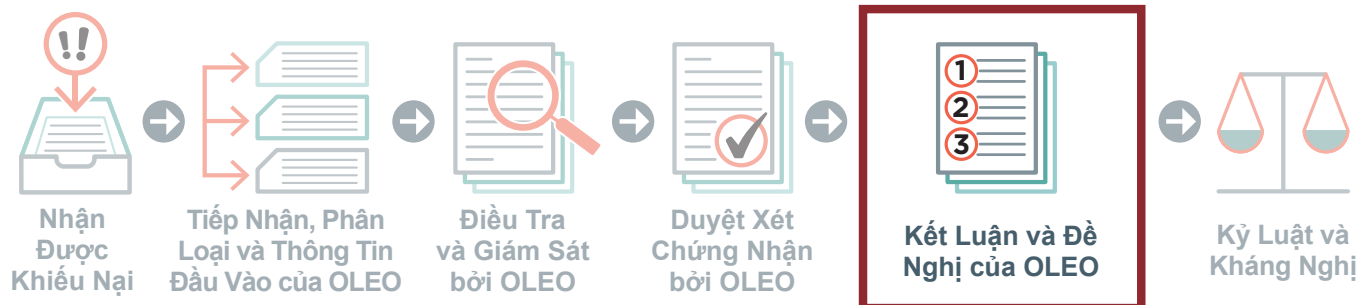 !!
Nhận
Được
Khiếu Nại
Tiếp Nhận, Phân
Loại và Thông Tin
Đầu Vào của OLEO
Điều Tra
và Giám Sát
bởi OLEO
Duyệt Xét
Chứng Nhận
bởi OLEO
1
2
3
Kết Luận và Đề
Nghị của OLEO
Kỷ Luật và
Kháng Nghị